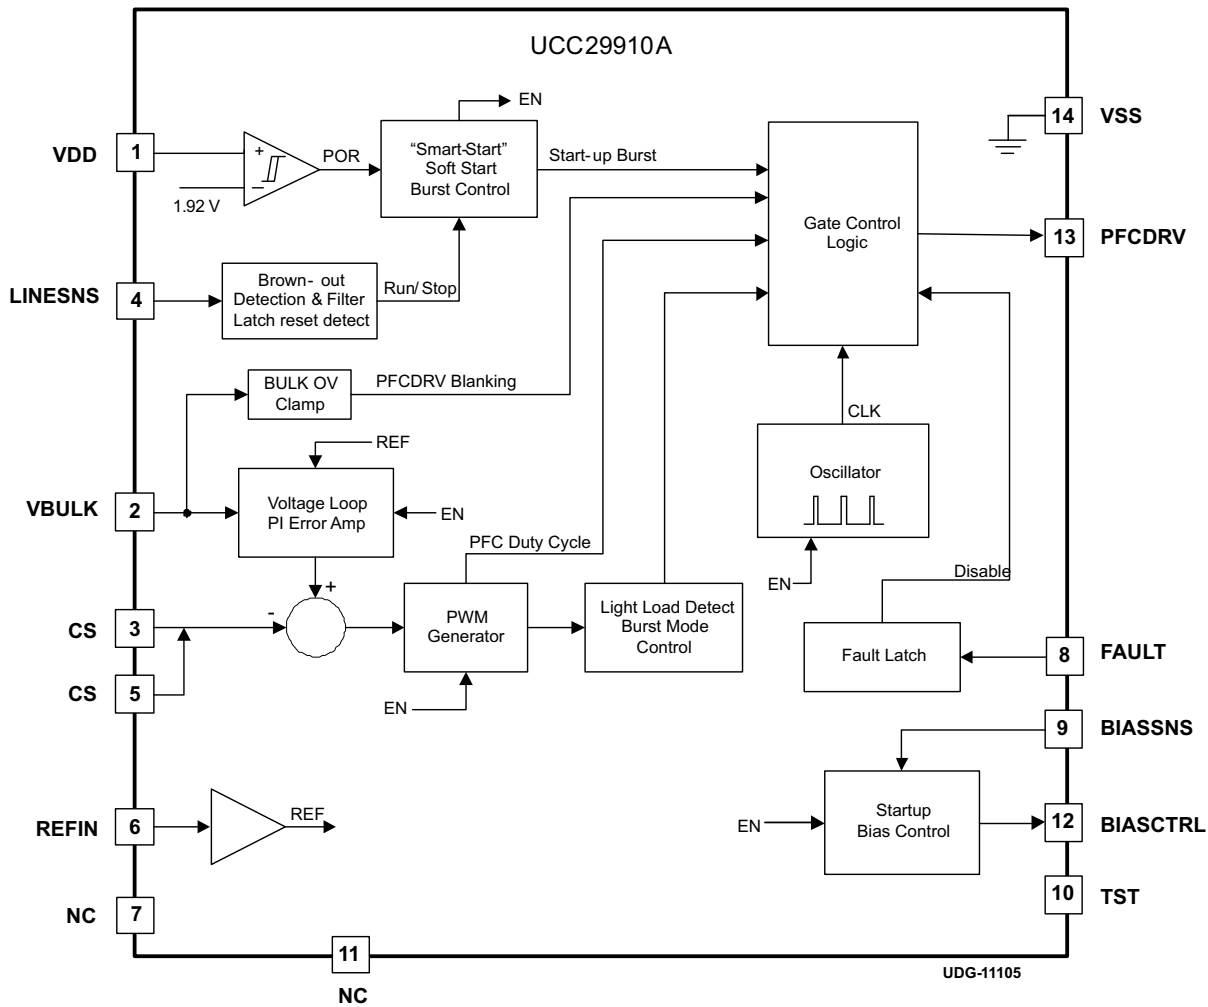 UCC29910A
VDD
1
+
−
1.92 V
POR
"Smart-Start"
Soft Start
Burst Control
EN
Start-up Burst
Gate Control
Logic
14
VSS
13
PFCDRV
LINESNS
4
Brown- out
Detection & Filter
Latch reset detect
Run/ Stop
BULK OV
Clamp
PFCDRV Blanking
CLK
Oscillator
EN
REF
VBULK
2
Voltage Loop
PI Error Amp
EN
PFC Duty Cycle
Disable
+
-
CS
3
CS
5
PWM
Generator
EN
Light Load Detect
Burst Mode
Control
Fault Latch
8
FAULT
9
BIASSNS
REFIN
6
REF
EN
Startup
Bias Control
12
BIASCTRL
10
TST
NC
7
11
NC
UDG-11105